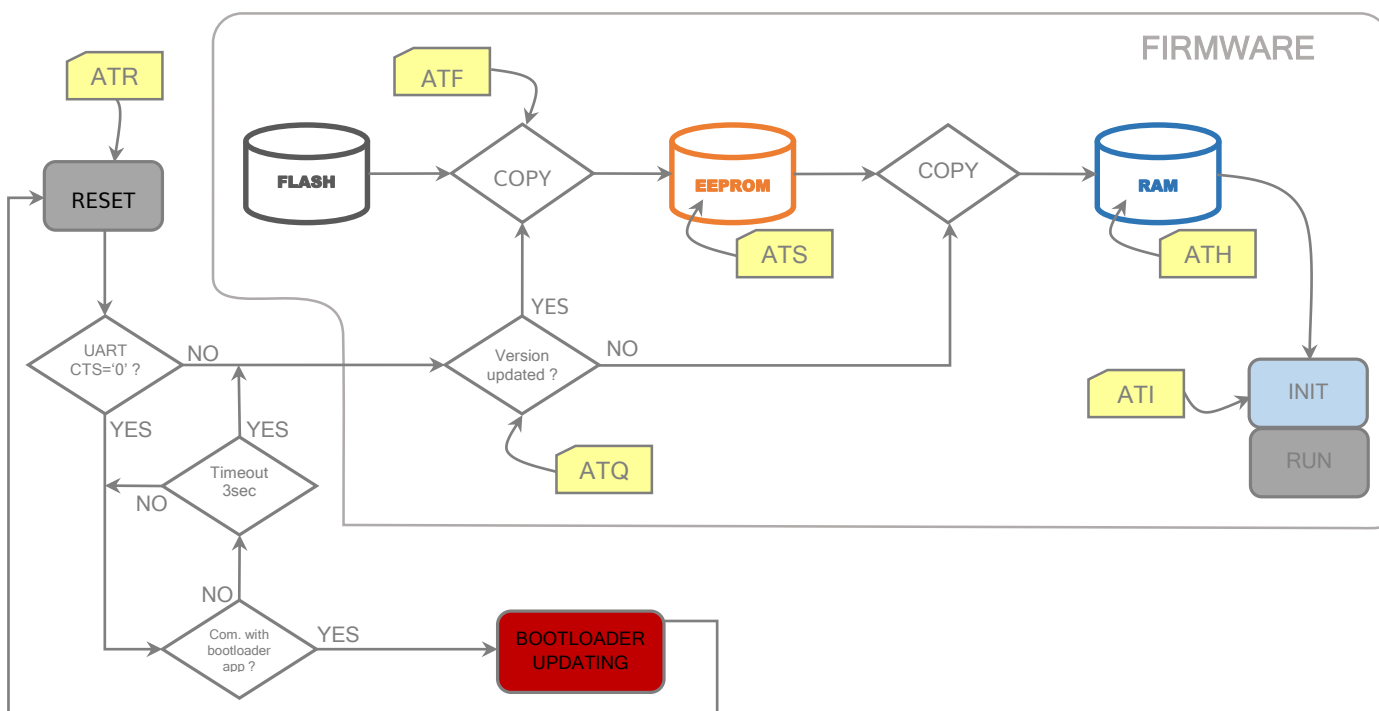 FIRMWARE
ATR
ATF
FLASH
COPY
EEPROM
COPY
RAM
RESET
ATS
ATH
YES
UART
CTS=‘0’ ?
NO
Version
updated ?
NO
ATI
INIT
YES
YES
RUN
Timeout
3sec
NO
ATQ
NO
Com. with
bootloader
app ?
YES
BOOTLOADER
UPDATING